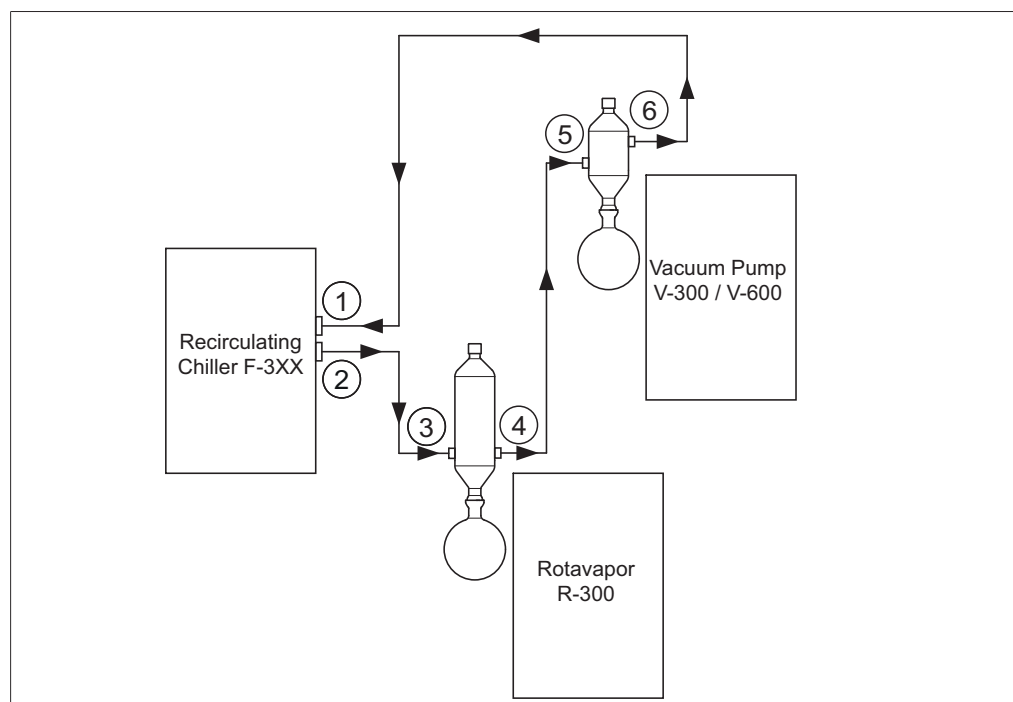 6
5
Vacuum Pump
V-300 / V-600
1
Recirculating
Chiller F-3XX
2
3
4
Rotavapor
R-300